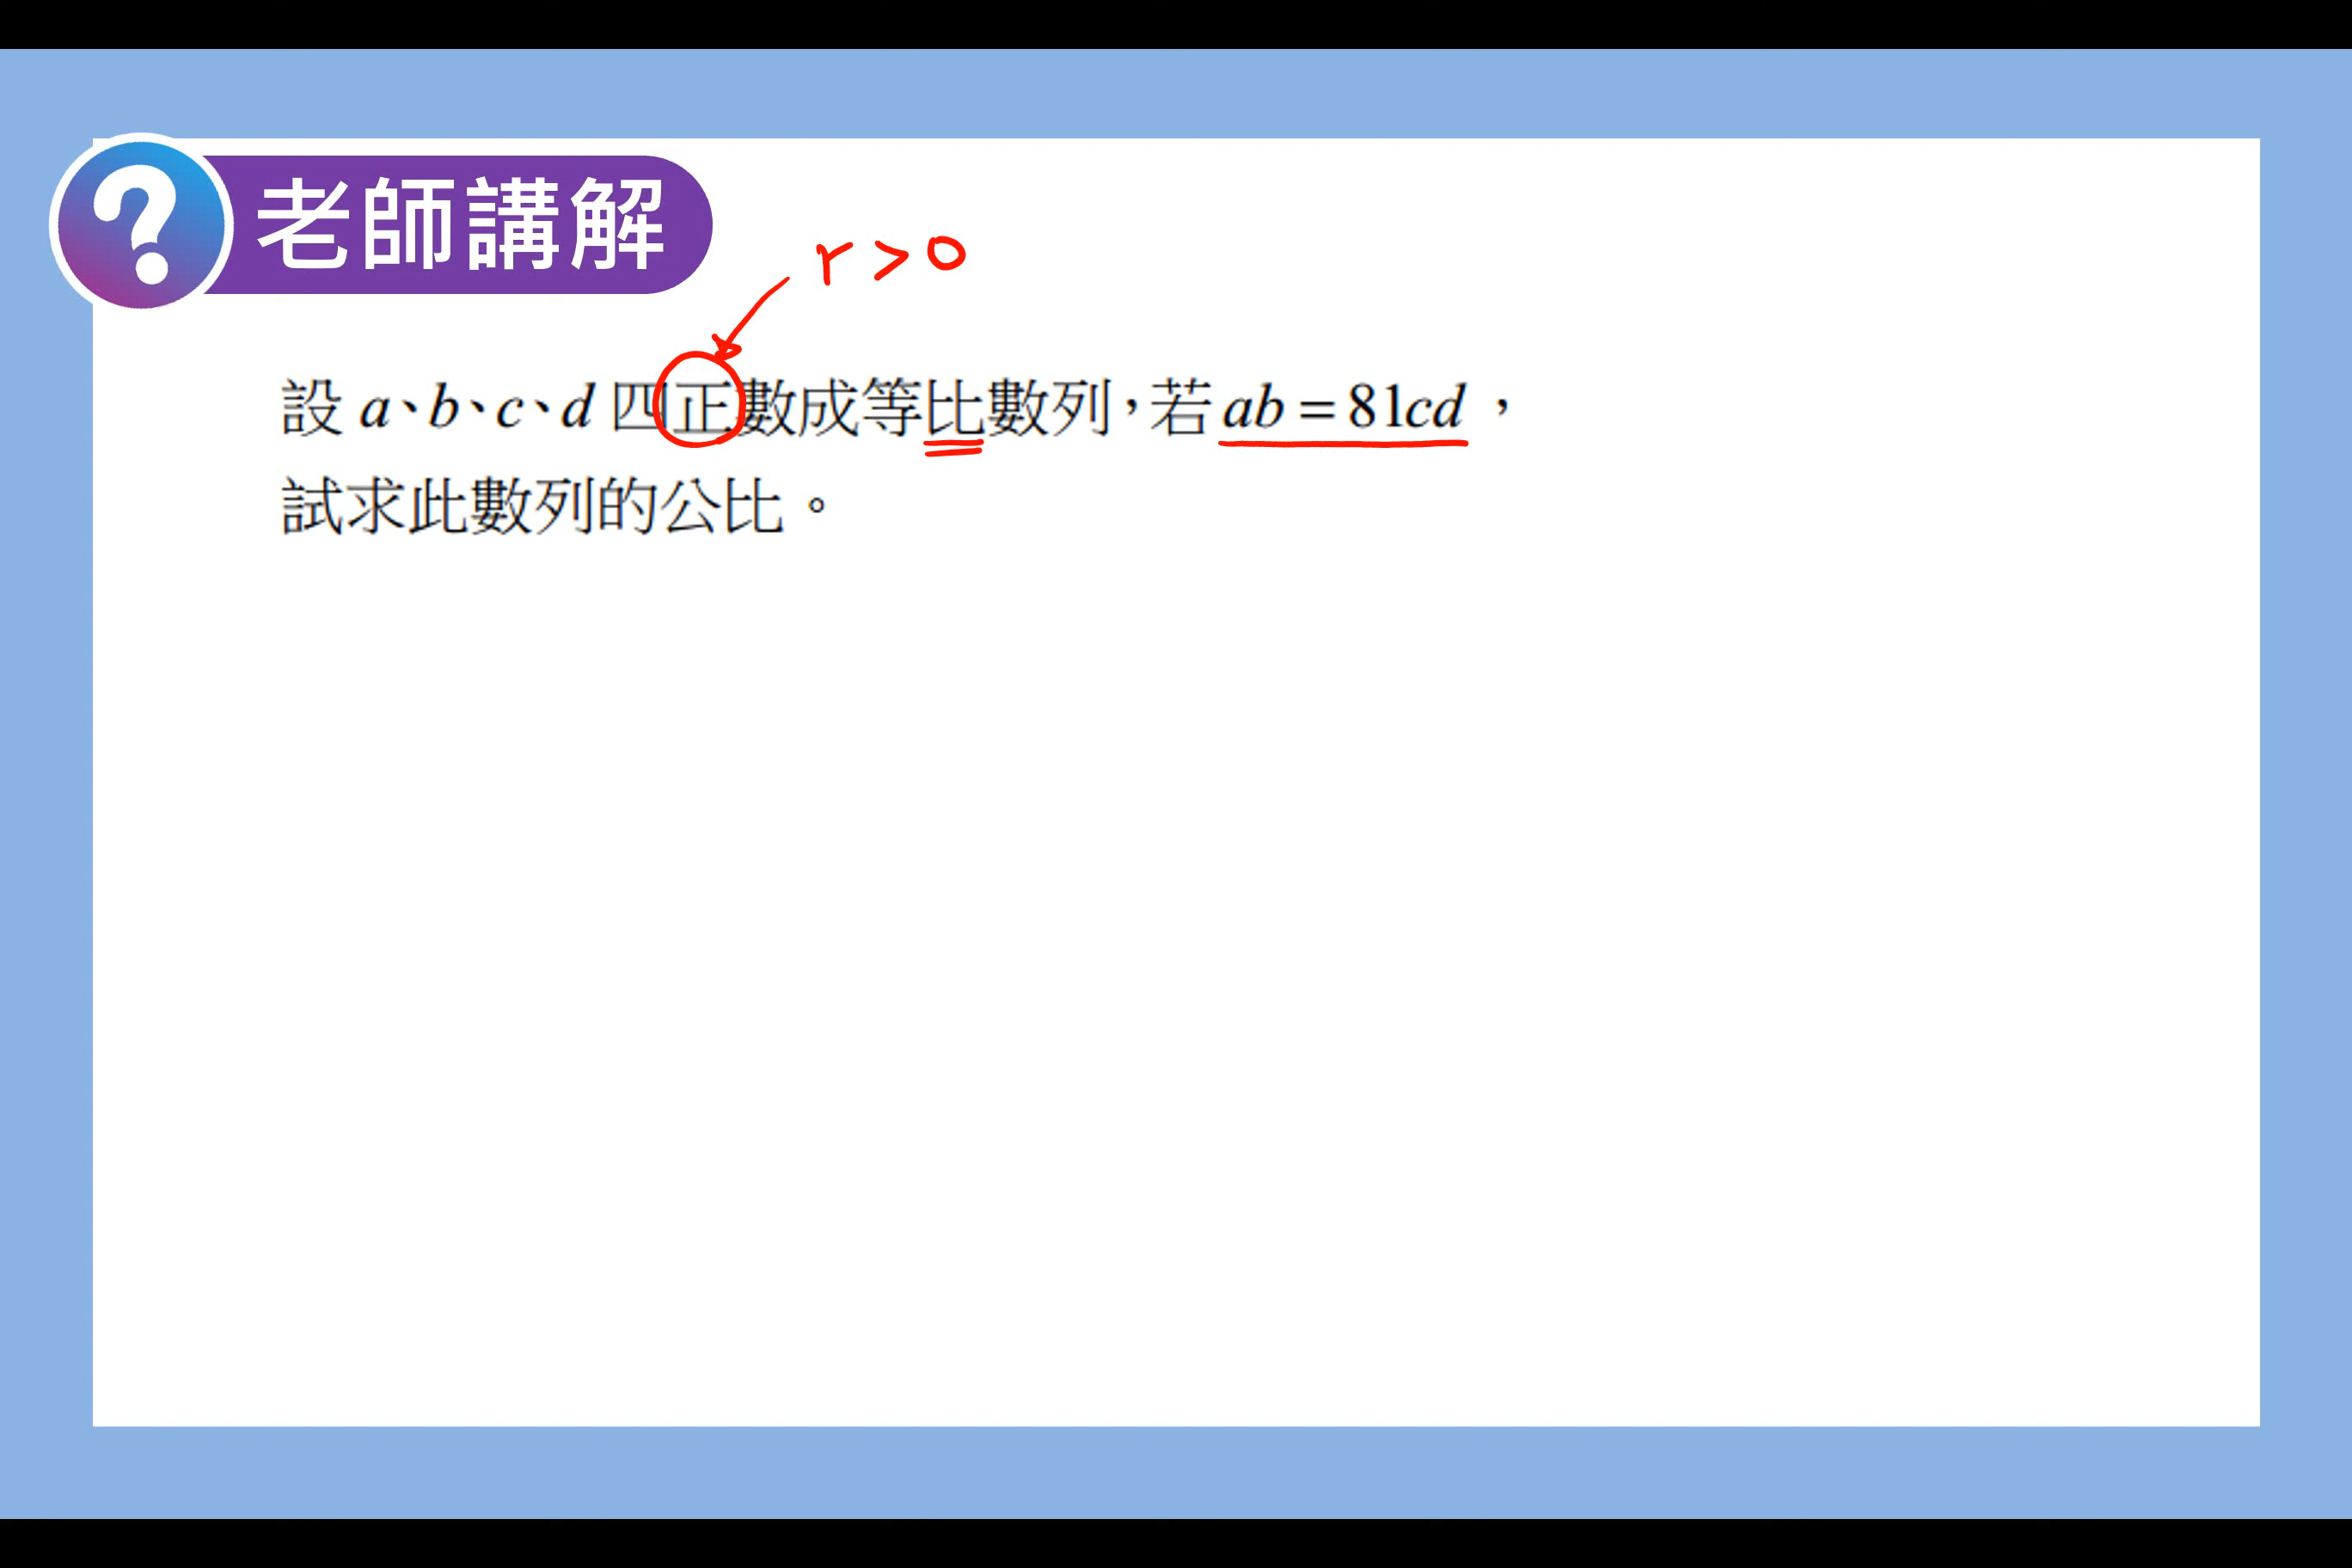 老師講解
r > 0
設 a、b、c、d 四正數成等比數列,若 ab = 81cd,
試求此數列的公比。